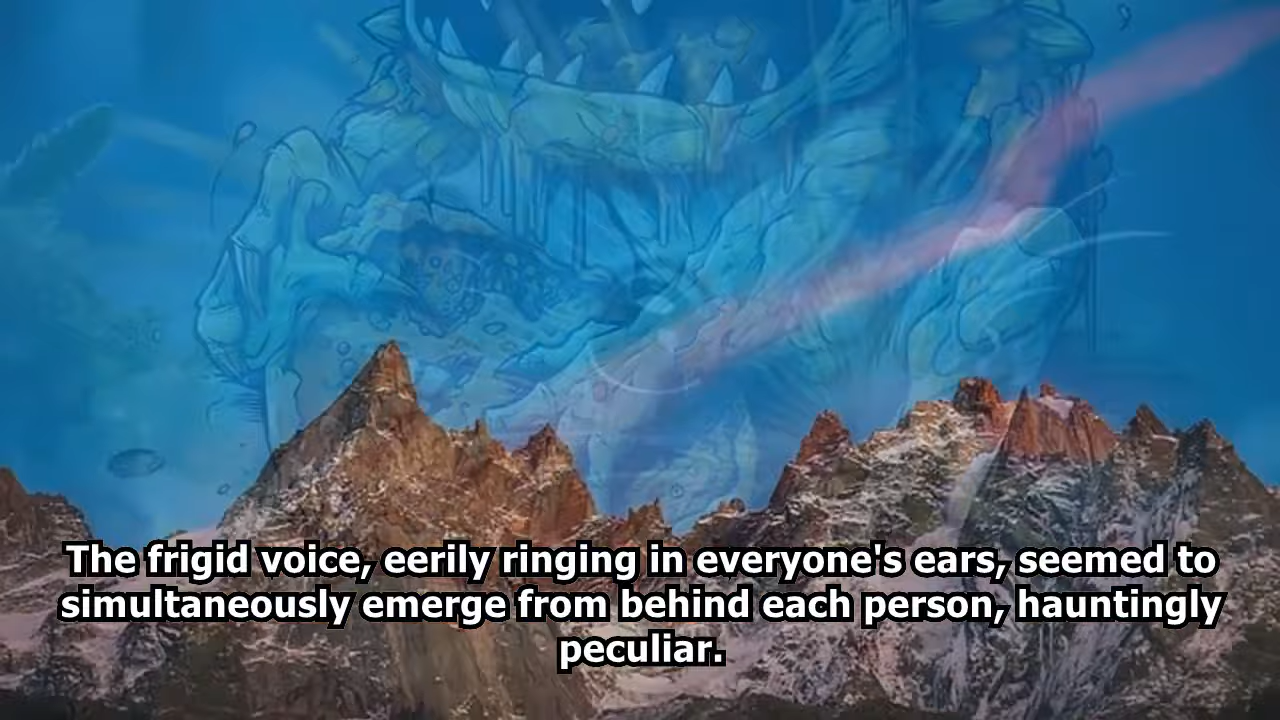 The frigid voice, eerily ringing in everyone's ears, seemed to
simultaneously emerge from behind each person, hauntingly
peculiar.